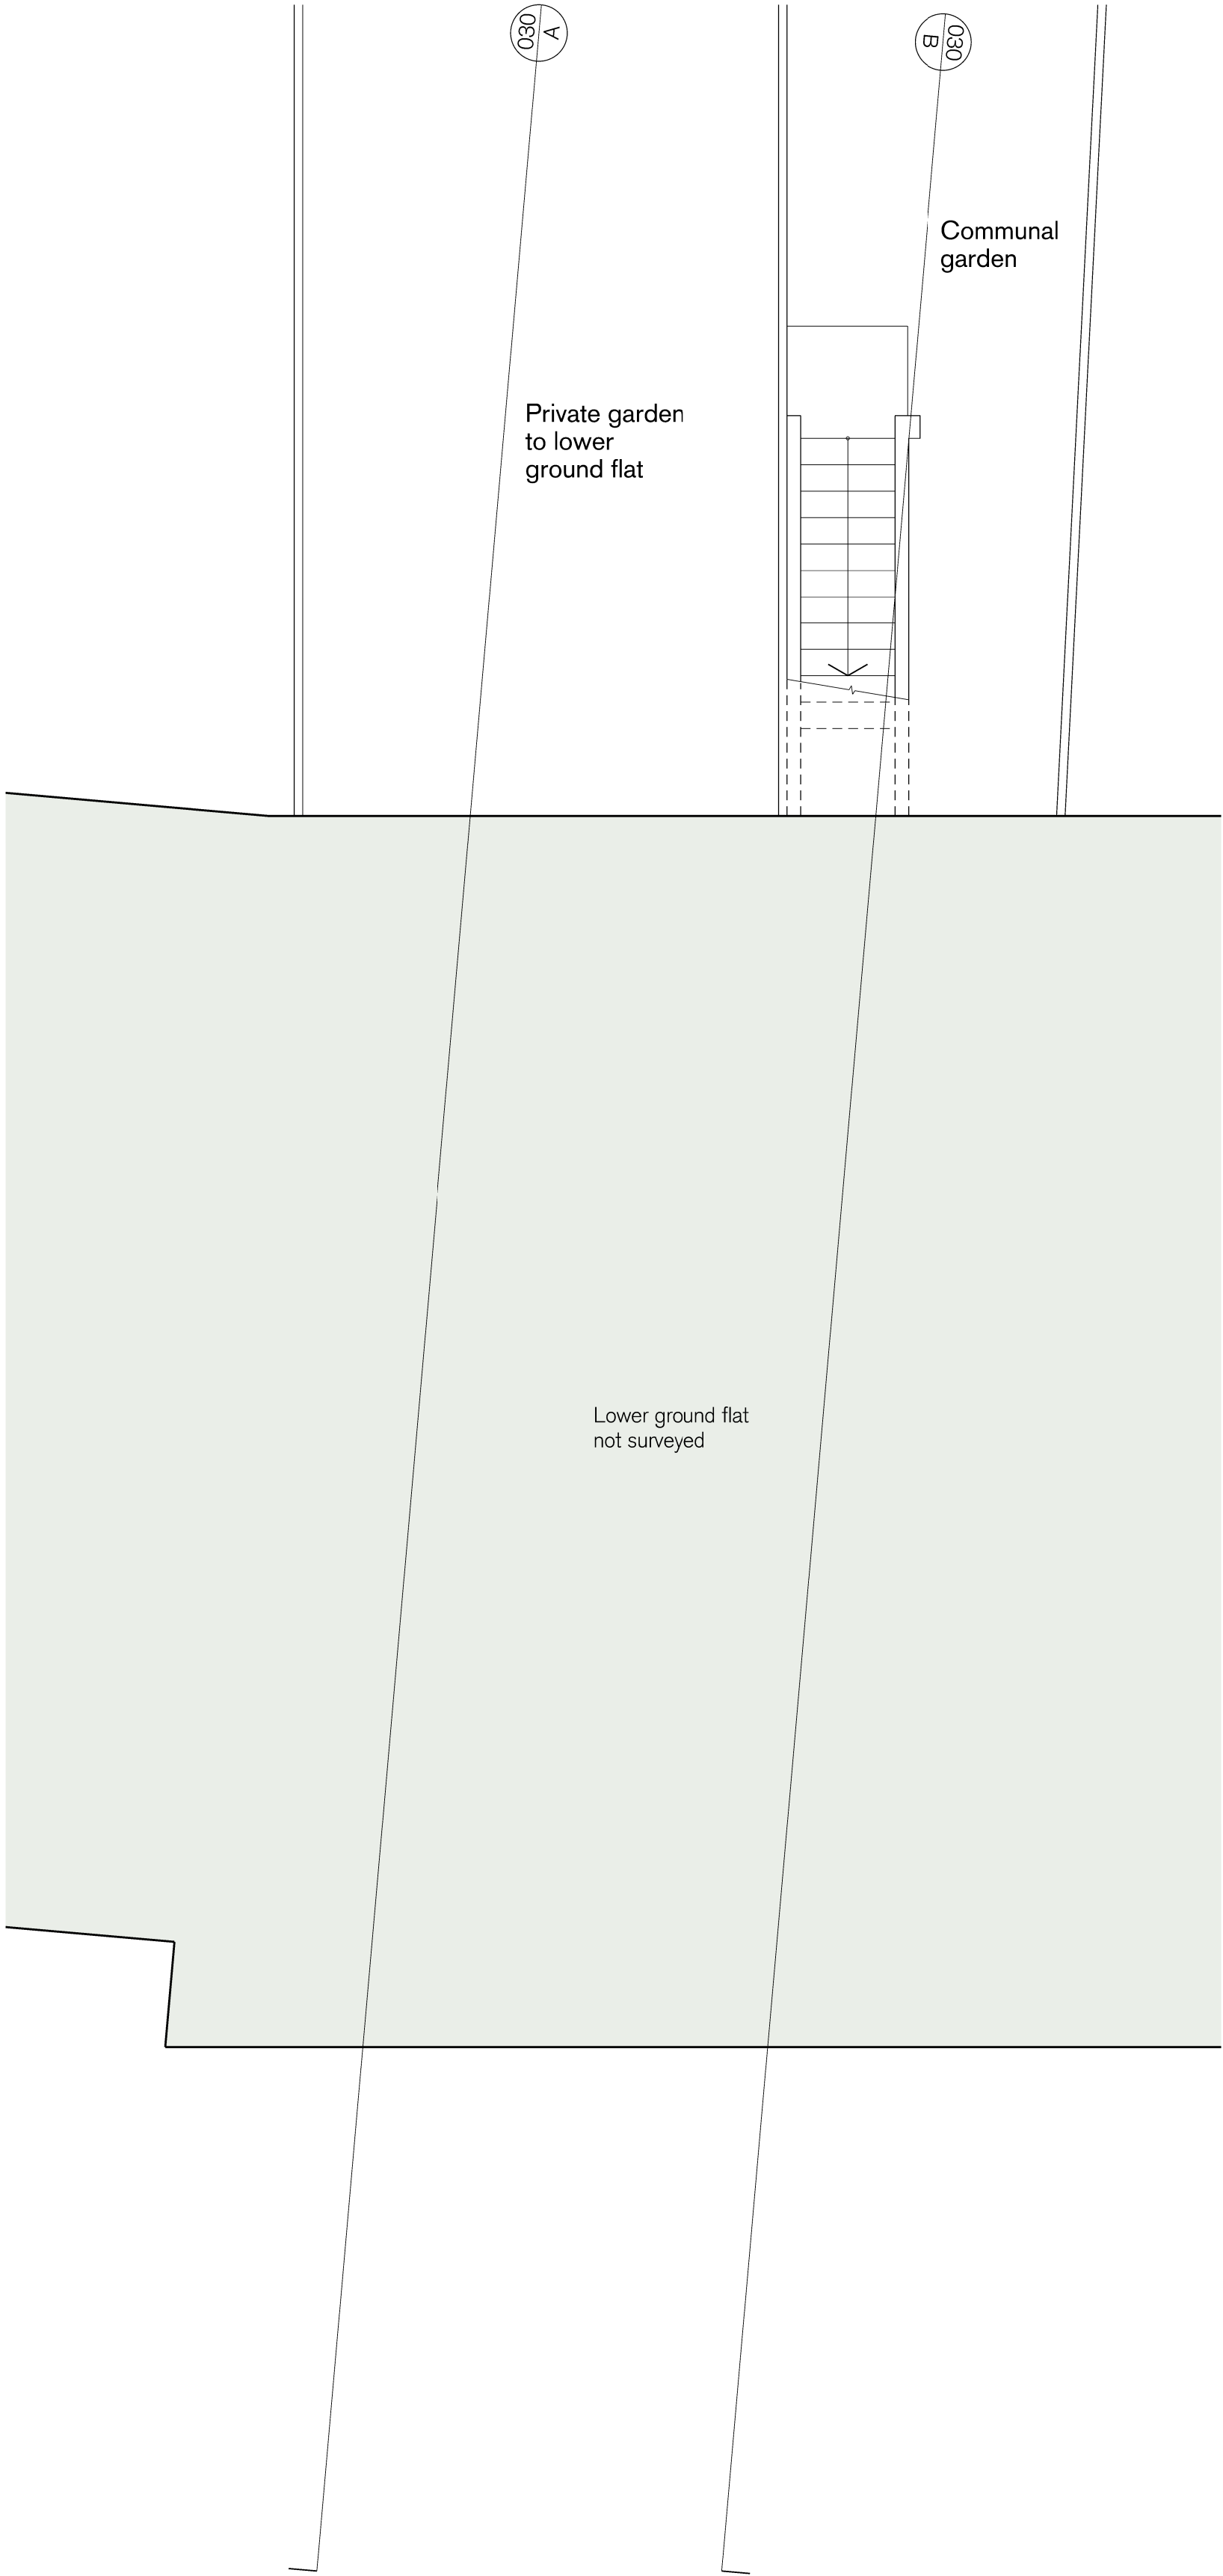 030
A
030
B
Communal
garden
Private garden
to lower
ground flat
Lower ground flat
not surveyed